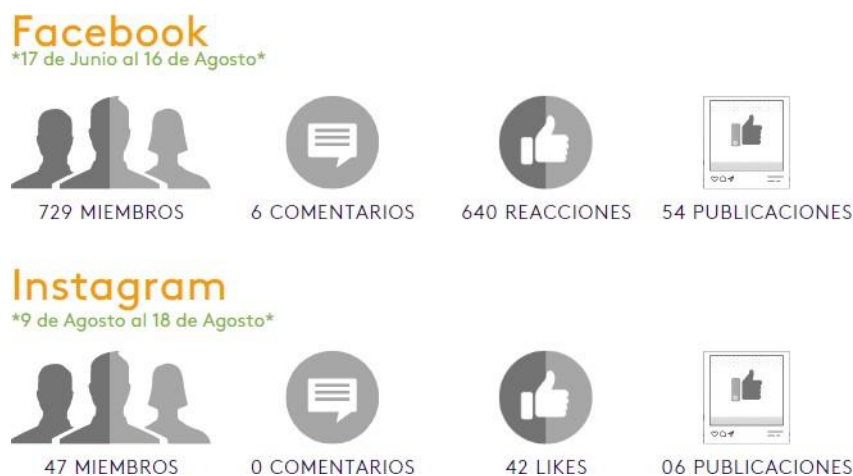 Facebook
*17 de Junio al 16 de Agosto*
729 MIEMBROS 6 COMENTARIOS 640 REACCIONES 54 PUBLICACIONES
Instagram
*9 de Agosto al 18 de Agosto*
47 MIEMBROS 0 COMENTARIOS 42 LIKES 06 PUBLICACIONES